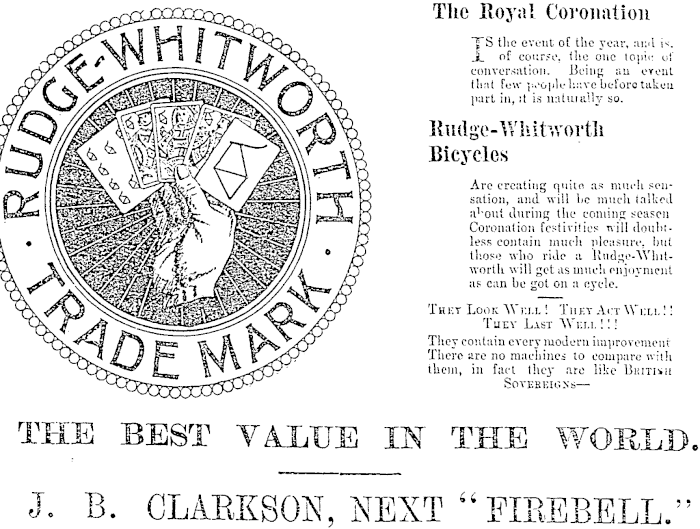 RUDGE-WHITWORTH
· TRADE MARK ·
The Royal Coronation
IS the event of the year, and is,
of course, the one topic of
conversation. Being an event
that few people have before taken
part in, it is naturally so.
Rudge-Whitworth
Bicycles
Are creating quite as much sen-
sation, and will be much talked
about during the coming season
Coronation festivities will doubt-
less contain much pleasure, but
those who ride a Rudge-Whit-
worth will get as much enjoyment
as can be got on a cycle.
THEY LOOK WELL! THEY ACT WELL!!
THEY LAST WELL!!!
They contain every modern improvement
There are no machines to compare with
them, in fact they are like BRITISH
SOVEREIGNS—
THE BEST VALUE IN THE WORLD.
J. B. CLARKSON, NEXT "FIREBELL."